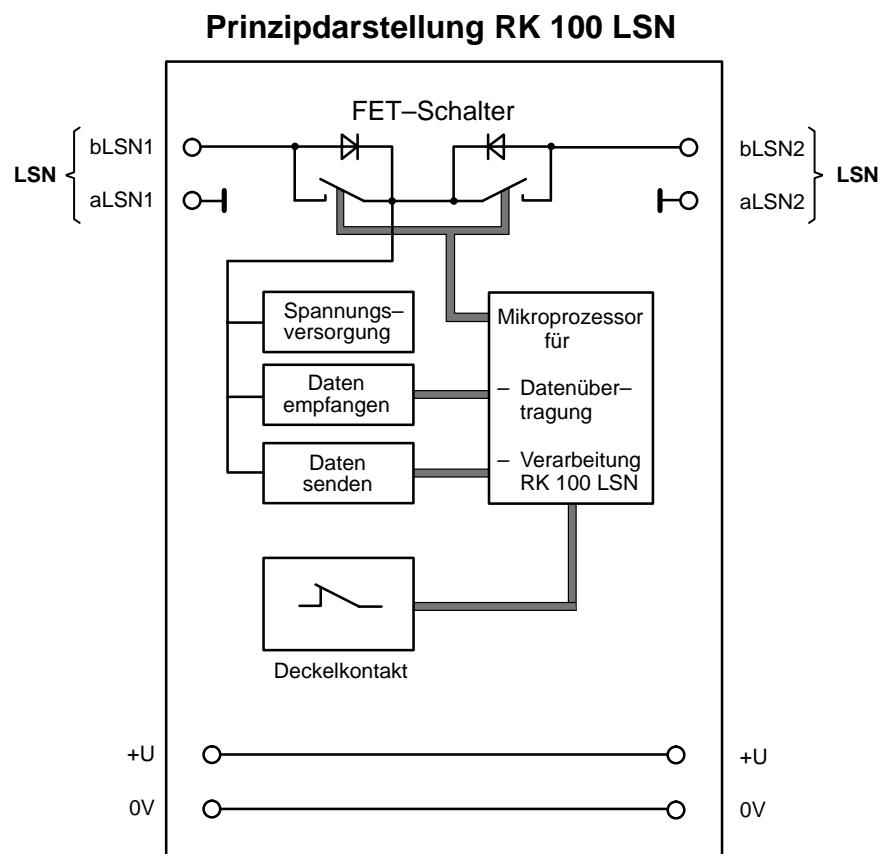 Prinzipdarstellung RK 100 LSN
FET–Schalter
LSN
bLSN1
aLSN1
bLSN2
aLSN2
LSN
Spannungs–
versorgung
Daten
empfangen
Daten
senden
Mikroprozessor
für
– Datenüber–
tragung
– Verarbeitung
RK 100 LSN
Deckelkontakt
+U
+U
0V
0V